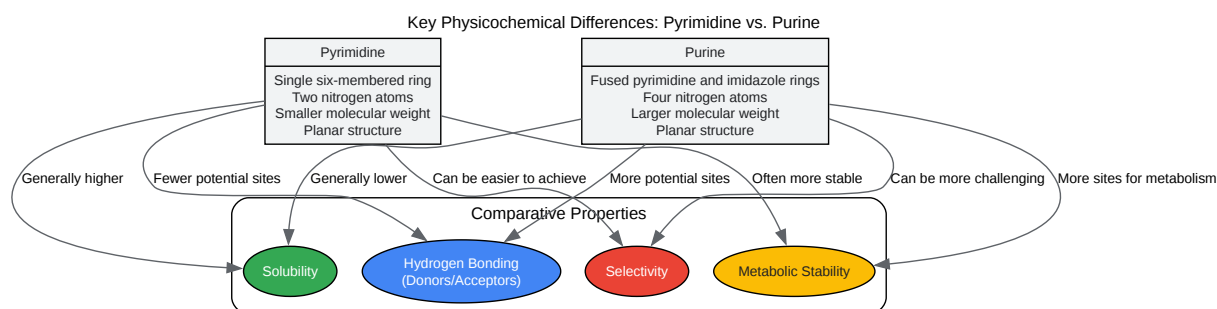 Key Physicochemical Differences: Pyrimidine vs. Purine
Pyrimidine
Single six-membered ring
Two nitrogen atoms
Smaller molecular weight
Planar structure
Purine
Fused pyrimidine and imidazole rings
Four nitrogen atoms
Larger molecular weight
Planar structure
Generally higher
Fewer potential sites
Generally lower
Can be easier to achieve
More potential sites
Often more stable
Can be more challenging
More sites for metabolism
Comparative Properties
Solubility
Hydrogen Bonding
(Donors/Acceptors)
Selectivity
Metabolic Stability